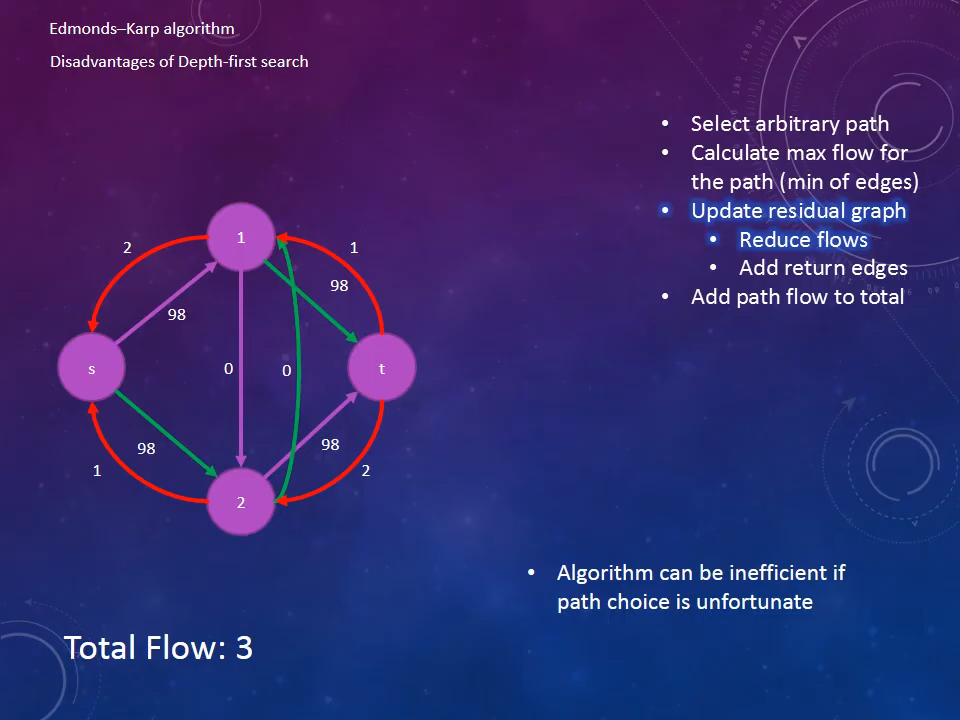 Edmonds–Karp algorithm
Disadvantages of Depth-first search
• Select arbitrary path
• Calculate max flow for
the path (min of edges)
• Update residual graph
• Reduce flows
• Add return edges
• Add path flow to total
1
2
1
98
98
s
0
0
t
98
98
1
2
2
• Algorithm can be inefficient if
path choice is unfortunate
Total Flow: 3